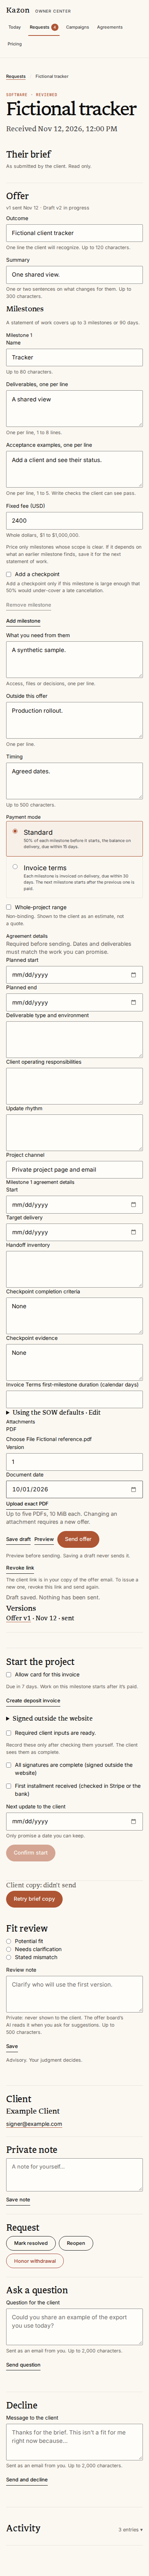 Kazon OWNER CENTER
Today Requests 4 Campaigns Agreements
Pricing
Requests / Fictional tracker
SOFTWARE · REVIEWED
Fictional tracker
Received Nov 12, 2026, 12:00 PM
Their brief
As submitted by the client. Read only.
Offer
v1 sent Nov 12 · Draft v2 in progress
Outcome
Fictional client tracker
One line the client will recognize. Up to 120 characters.
Summary
One shared view.
One or two sentences on what changes for them. Up to
300 characters.
Milestones
A statement of work covers up to 3 milestones or 90 days.
Milestone 1
Name
Tracker
Up to 80 characters.
Deliverables, one per line
A shared view
One per line, 1 to 8 lines.
Acceptance examples, one per line
Add a client and see their status.
One per line, 1 to 5. Write checks the client can see pass.
Fixed fee (USD)
2400
Whole dollars, $1 to $1,000,000.
Price only milestones whose scope is clear. If it depends on
what an earlier milestone finds, save it for the next
statement of work.
Add a checkpoint
Add a checkpoint only if this milestone is large enough that
50% would under-cover a late cancellation.
Remove milestone
Add milestone
What you need from them
A synthetic sample.
Access, files or decisions, one per line.
Outside this offer
Production rollout.
One per line.
Timing
Agreed dates.
Up to 500 characters.
Payment mode
Standard
50% of each milestone before it starts, the balance on
delivery, due within 15 days.
Invoice terms
Each milestone is invoiced on delivery, due within 30
days. The next milestone starts after the previous one is
paid.
Whole-project range
Non-binding. Shown to the client as an estimate, not
a quote.
Agreement details
Required before sending. Dates and deliverables
must match the work you can promise.
Planned start
mm/dd/yyyy
Planned end
mm/dd/yyyy
Deliverable type and environment
Client operating responsibilities
Update rhythm
Project channel
Private project page and email
Milestone 1 agreement details
Start
mm/dd/yyyy
Target delivery
mm/dd/yyyy
Handoff inventory
Checkpoint completion criteria
None
Checkpoint evidence
None
Invoice Terms first-milestone duration (calendar days)
Using the SOW defaults · Edit
Attachments
PDF
Choose File Fictional reference.pdf
Version
1
Document date
10/01/2026
Upload exact PDF
Up to five PDFs, 10 MiB each. Changing an
attachment requires a new offer.
Save draft Preview Send offer
Preview before sending. Saving a draft never sends it.
Revoke link
The client link is in your copy of the offer email. To issue a
new one, revoke this link and send again.
Draft saved. Nothing has been sent.
Versions
Offer v1 · Nov 12 · sent
Start the project
Allow card for this invoice
Due in 7 days. Work on this milestone starts after it's paid.
Create deposit invoice
Signed outside the website
Required client inputs are ready.
Record these only after checking them yourself. The client
sees them as complete.
All signatures are complete (signed outside the
website)
First installment received (checked in Stripe or the
bank)
Next update to the client
mm/dd/yyyy
Only promise a date you can keep.
Confirm start
Client copy: didn't send
Retry brief copy
Fit review
Potential fit
Needs clarification
Stated mismatch
Review note
Clarify who will use the first version.
Private: never shown to the client. The offer board's
AI reads it when you ask for suggestions. Up to
500 characters.
Save
Advisory. Your judgment decides.
Client
Example Client
signer@example.com
Private note
A note for yourself...
Save note
Request
Mark resolved Reopen
Honor withdrawal
Ask a question
Question for the client
Could you share an example of the export
you use today?
Sent as an email from you. Up to 2,000 characters.
Send question
Decline
Message to the client
Thanks for the brief. This isn't a fit for me
right now because...
Sent as an email from you. Up to 2,000 characters.
Send and decline
Activity 3 entries